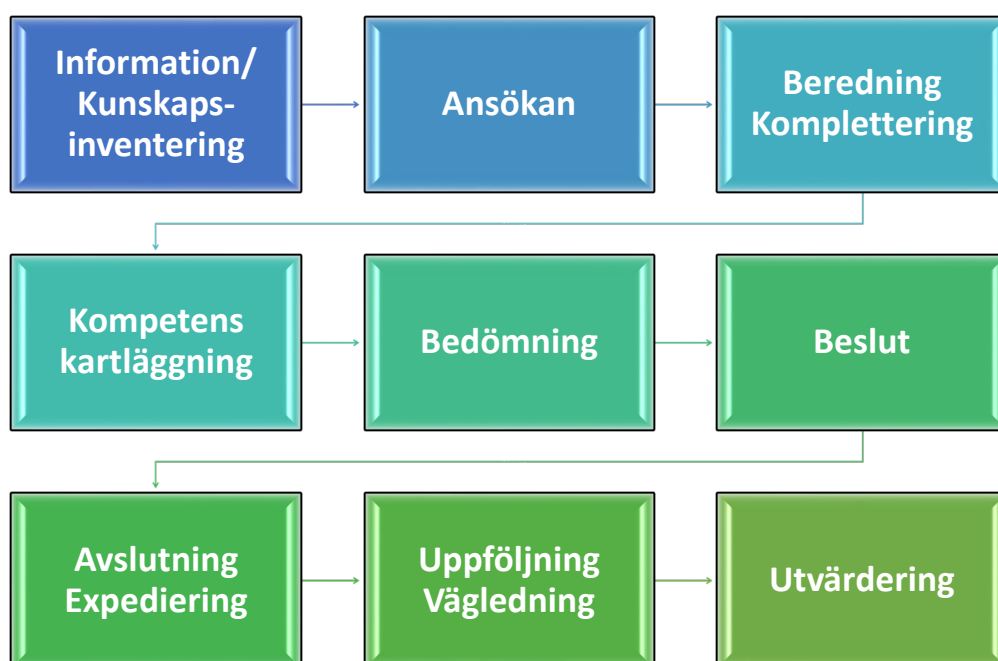 Information/
Kunskaps-
inventering
Ansökan
Beredning
Komplettering
Kompetens
kartläggning
Bedömning
Beslut
Avslutning
Expediering
Uppföljning
Vägledning
Utvärdering